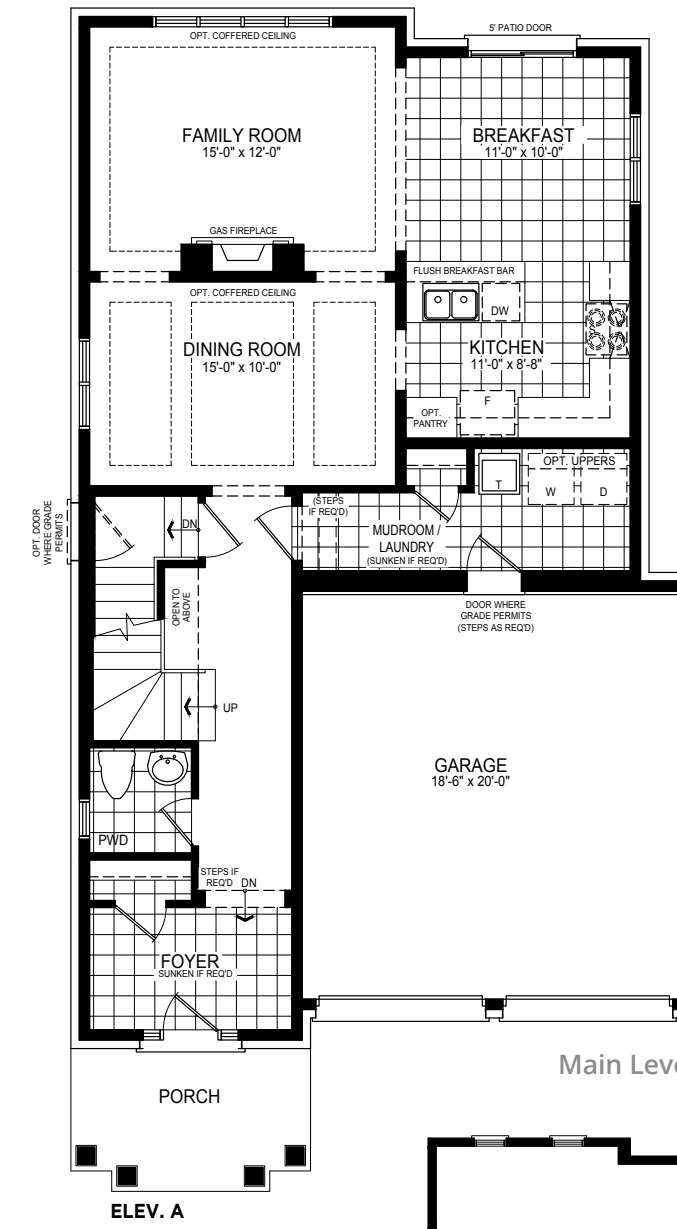 5' PATIO DOOR
OPT. COFFERED CEILING
FAMILY ROOM
15'-0" x 12'-0"
BREAKFAST
11'-0" x 10'-0"
GAS FIREPLACE
FLUSH BREAKFAST BAR
OPT. COFFERED CEILING
DW
DINING ROOM
15'-0" x 10'-0"
KITCHEN
11'-0" x 8'-8"
F
OPT.
PANTRY
OPT. UPPERS
T
W
D
(STEPS
IF REQ'D)
OPT. DOOR
WHERE GRADE
PERMITS
DN
MUDROOM /
LAUNDRY
(SUNKEN IF REQ'D)
OPEN TO
ABOVE
DOOR WHERE
GRADE PERMITS
(STEPS AS REQ'D)
UP
GARAGE
18'-6" x 20'-0"
PWD
STEPS IF
REQ'D DN
FOYER
SUNKEN IF REQ'D
Main Leve
PORCH
ELEV. A